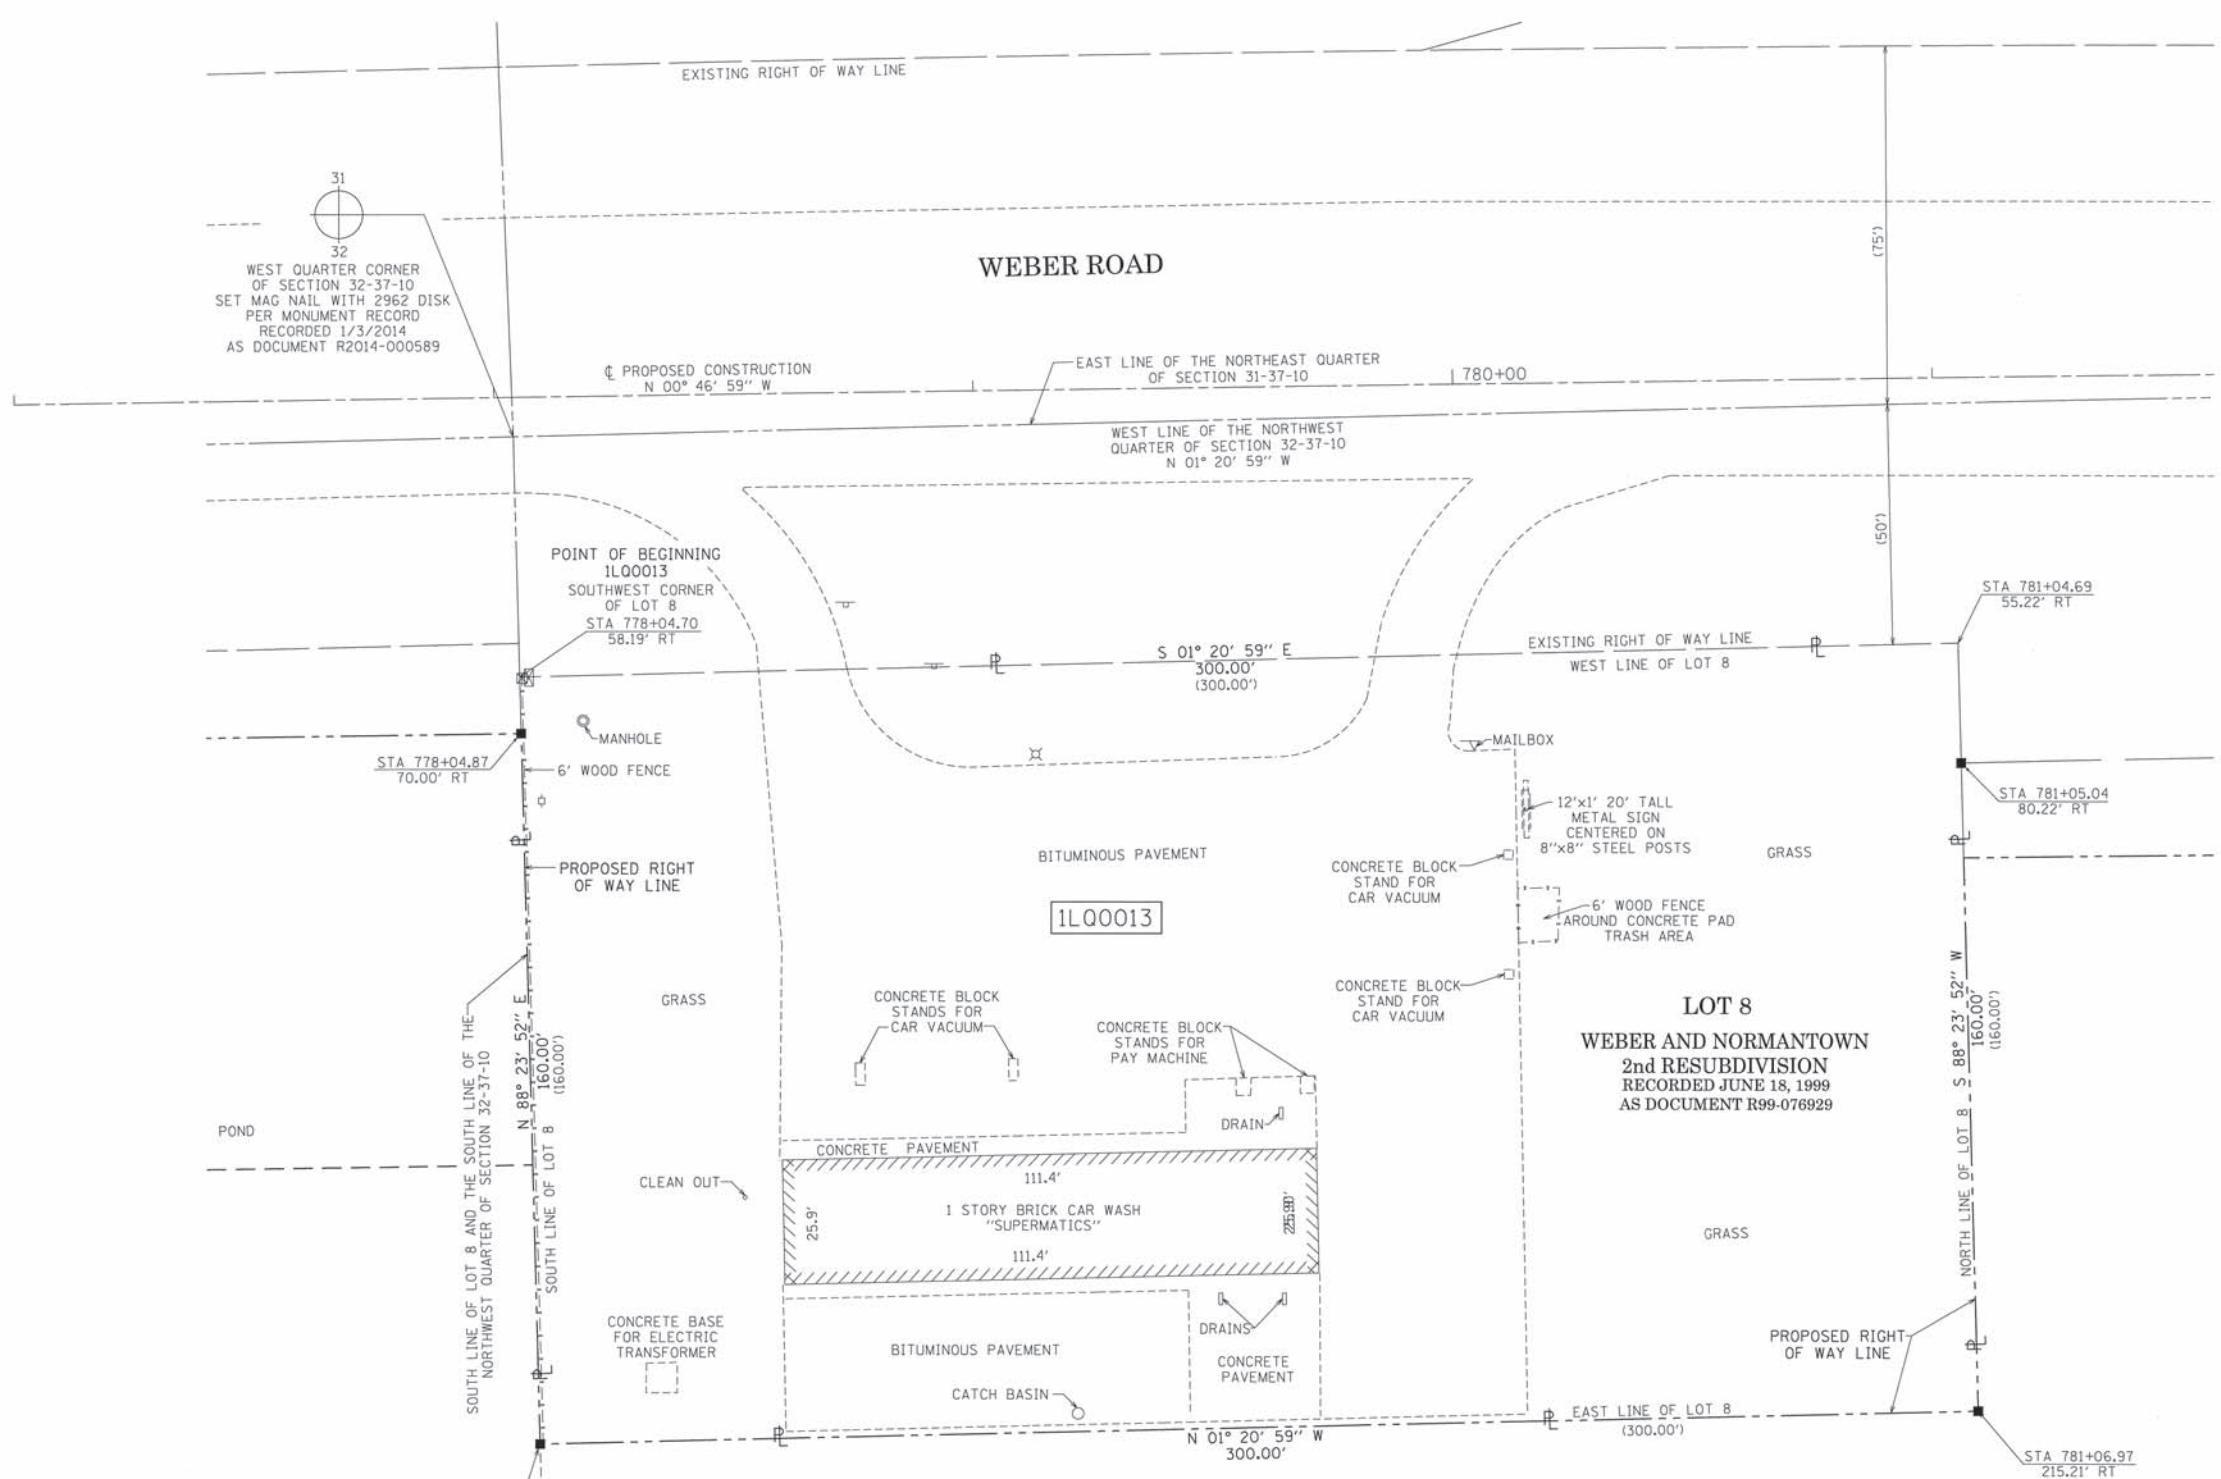 EXISTING RIGHT OF WAY LINE
31
32
WEST QUARTER CORNER
OF SECTION 32-37-10
SET MAG NAIL WITH 2962 DISK
PER MONUMENT RECORD
RECORDED 1/3/2014
AS DOCUMENT R2014-000589
WEBER ROAD
(75')
℄ PROPOSED CONSTRUCTION
N 00° 46' 59" W
EAST LINE OF THE NORTHEAST QUARTER
OF SECTION 31-37-10
780+00
WEST LINE OF THE NORTHWEST
QUARTER OF SECTION 32-37-10
N 01° 20' 59" W
(50')
POINT OF BEGINNING
1LQ0013
SOUTHWEST CORNER
OF LOT 8
STA 778+04.70
58.19' RT
STA 781+04.69
55.22' RT
S 01° 20' 59" E
300.00'
(300.00')
EXISTING RIGHT OF WAY LINE
WEST LINE OF LOT 8
PL
PL
MANHOLE
STA 778+04.87
70.00' RT
6' WOOD FENCE
MAILBOX
STA 781+05.04
80.22' RT
12'x1' 20' TALL
METAL SIGN
CENTERED ON
8"x8" STEEL POSTS
PL
PL
PROPOSED RIGHT
OF WAY LINE
BITUMINOUS PAVEMENT
CONCRETE BLOCK
STAND FOR
CAR VACUUM
GRASS
1LQ0013
6' WOOD FENCE
AROUND CONCRETE PAD
TRASH AREA
GRASS
CONCRETE BLOCK
STANDS FOR
CAR VACUUM
CONCRETE BLOCK
STAND FOR
CAR VACUUM
CONCRETE BLOCK
STANDS FOR
PAY MACHINE
LOT 8
WEBER AND NORMANTOWN
2nd RESUBDIVISION
RECORDED JUNE 18, 1999
AS DOCUMENT R99-076929
SOUTH LINE OF LOT 8 AND THE SOUTH LINE OF THE
NORTHWEST QUARTER OF SECTION 32-37-10
N 88° 23' 52" E
160.00'
(160.00')
SOUTH LINE OF LOT 8
NORTH LINE OF LOT 8
S 88° 23' 52" W
160.00'
(160.00')
POND
DRAIN
CONCRETE PAVEMENT
CLEAN OUT
111.4'
25.9'
1 STORY BRICK CAR WASH
"SUPERMATICS"
111.4'
GRASS
CONCRETE BASE
FOR ELECTRIC
TRANSFORMER
BITUMINOUS PAVEMENT
DRAINS
CONCRETE
PAVEMENT
CATCH BASIN
PROPOSED RIGHT
OF WAY LINE
PL
PL
PL
PL
N 01° 20' 59" W
300.00'
EAST LINE OF LOT 8
(300.00')
STA 781+06.97
215.21' RT